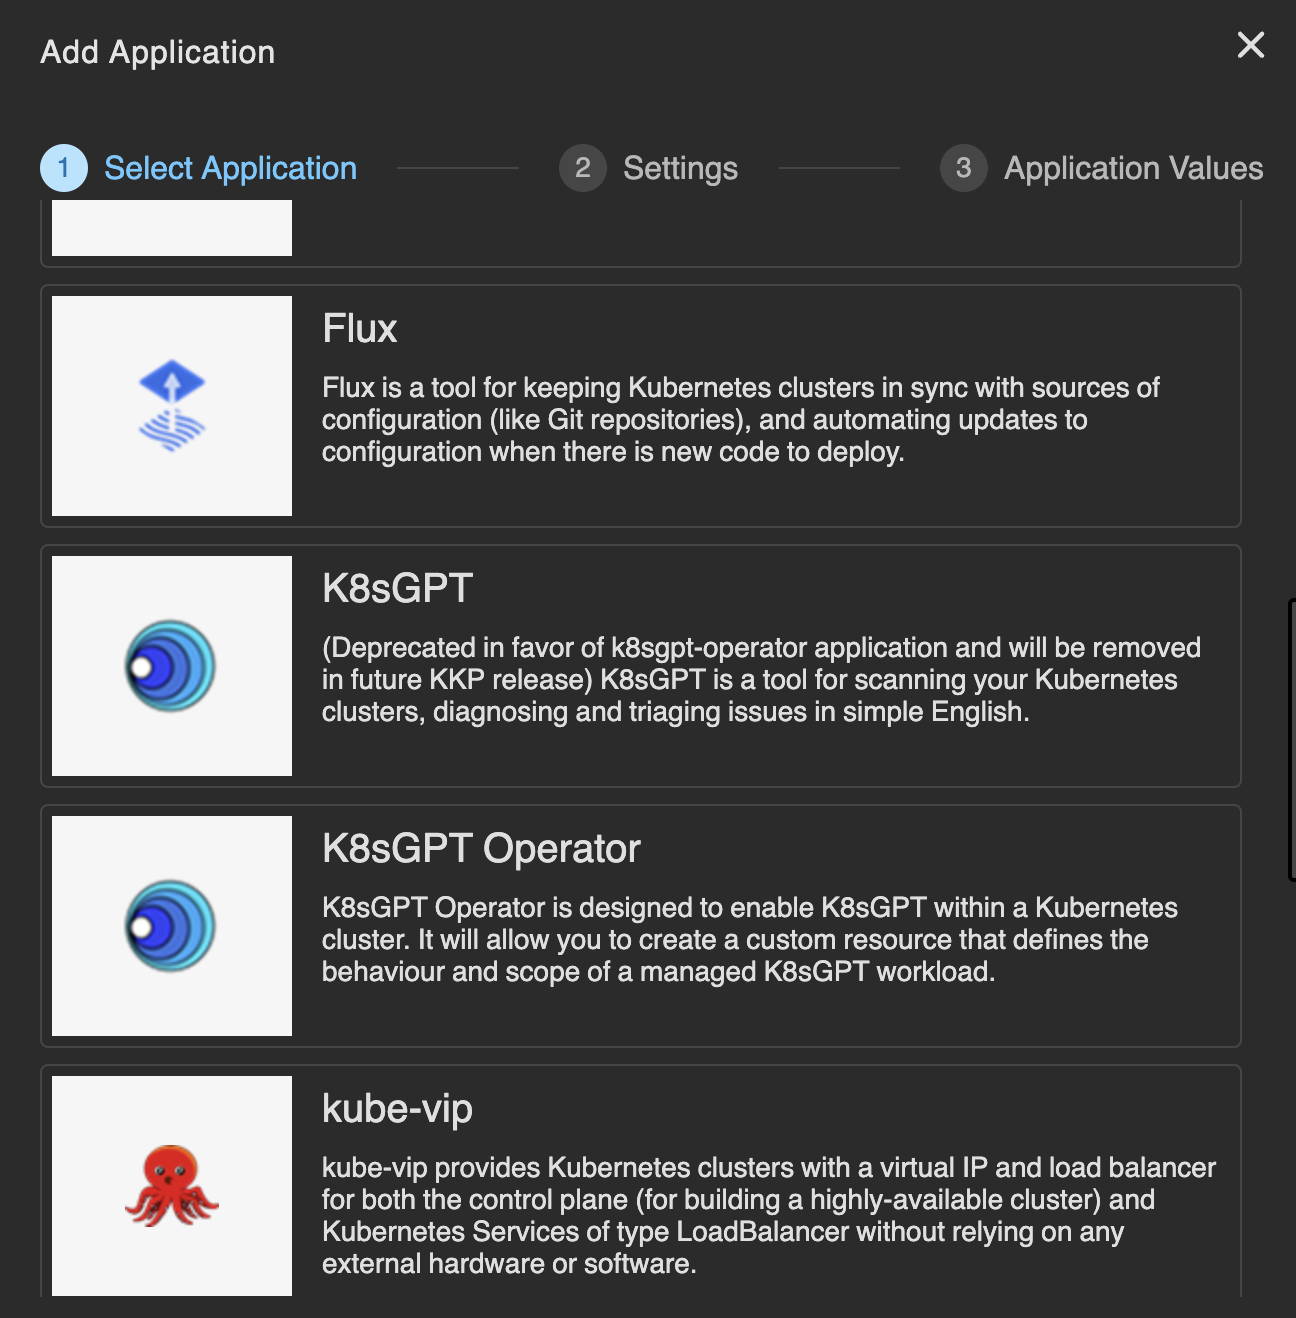 Add Application
1 Select Application 2 Settings 3 Application Values
Flux
Flux is a tool for keeping Kubernetes clusters in sync with sources of
configuration (like Git repositories), and automating updates to
configuration when there is new code to deploy.
K8sGPT
(Deprecated in favor of k8sgpt-operator application and will be removed
in future KKP release) K8sGPT is a tool for scanning your Kubernetes
clusters, diagnosing and triaging issues in simple English.
K8sGPT Operator
K8sGPT Operator is designed to enable K8sGPT within a Kubernetes
cluster. It will allow you to create a custom resource that defines the
behaviour and scope of a managed K8sGPT workload.
kube-vip
kube-vip provides Kubernetes clusters with a virtual IP and load balancer
for both the control plane (for building a highly-available cluster) and
Kubernetes Services of type LoadBalancer without relying on any
external hardware or software.